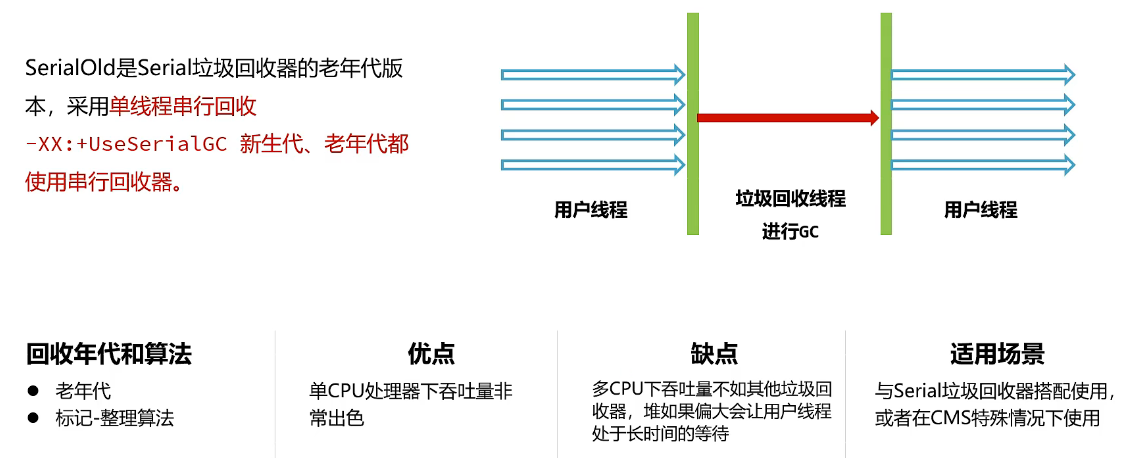 SerialOld是Serial垃圾回收器的老年代版
本，采用单线程串行回收
-XX:+UseSerialGC 新生代、老年代都
使用串行回收器。
用户线程
垃圾回收线程
进行GC
用户线程
回收年代和算法
● 老年代
● 标记-整理算法
优点
单CPU处理器下吞吐量非
常出色
缺点
多CPU下吞吐量不如其他垃圾回
收器，堆如果偏大会让用户线程
处于长时间的等待
适用场景
与Serial垃圾回收器搭配使用，
或者在CMS特殊情况下使用